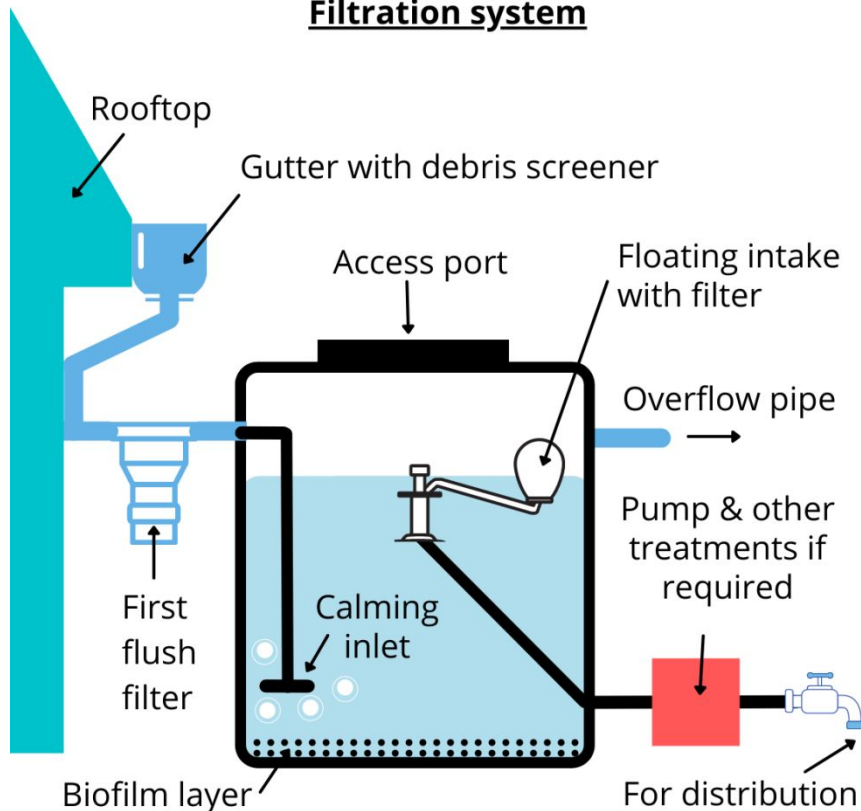 Filtration system
Rooftop
Gutter with debris screener
Access port
Floating intake
with filter
Overflow pipe
Pump & other
treatments if
required
First
flush
filter
Calming
inlet
Biofilm layer
For distribution